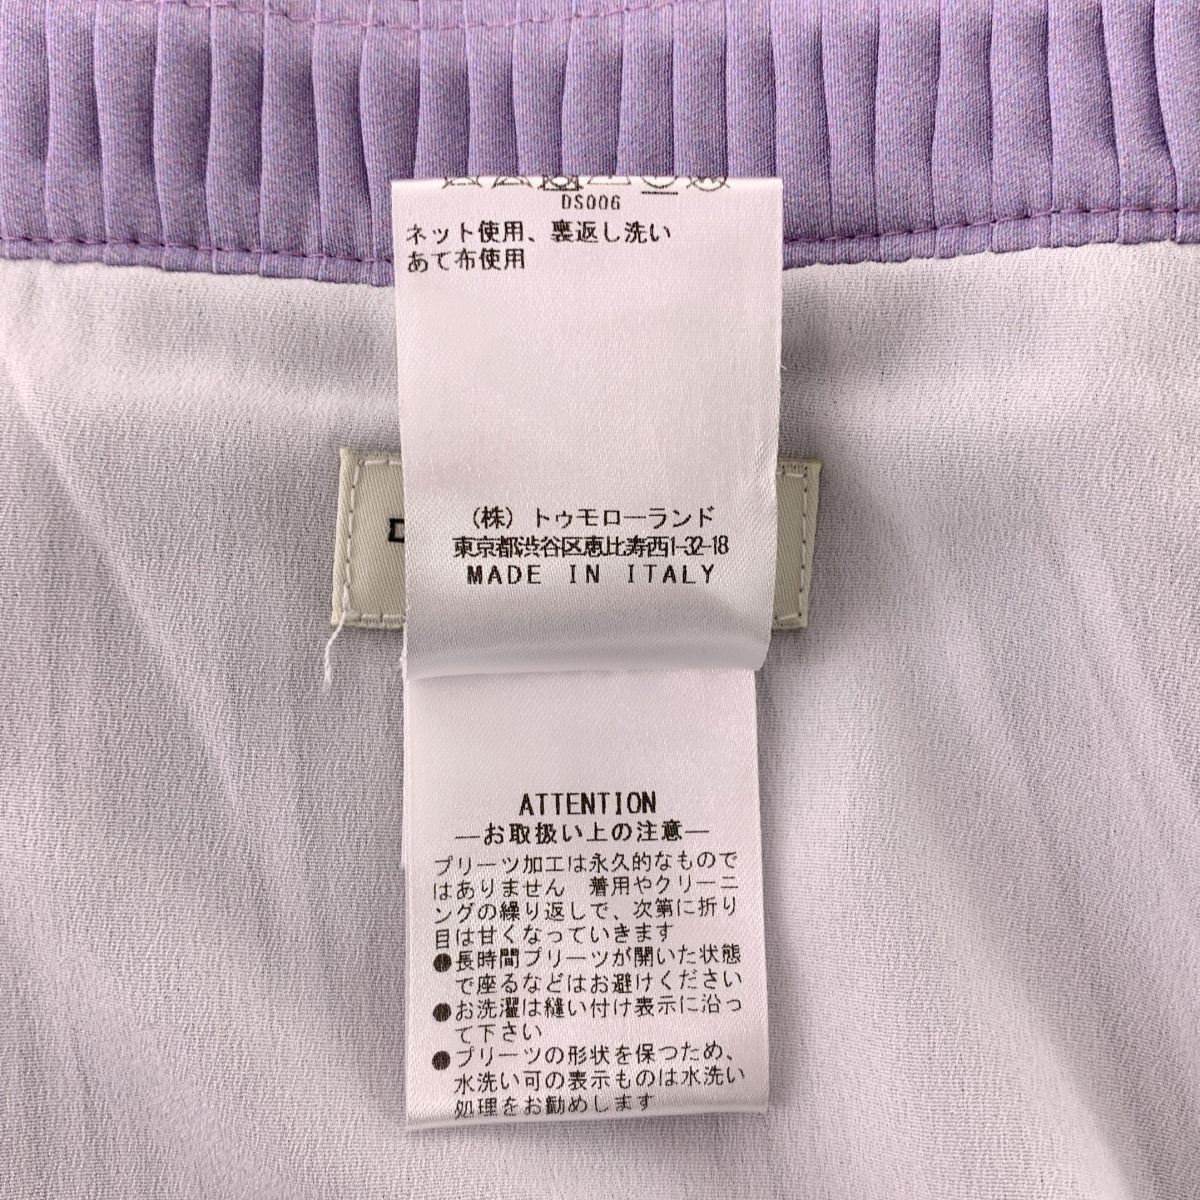 DS006
ネット使用、裏返し洗い
あて布使用
(株) トゥモローランド
東京都渋谷区恵比寿西1-32-18
MADE IN ITALY
ATTENTION
—お取扱い上の注意—
プリーツ加工は永久的なもので
はありません　着用やクリーニ
ングの繰り返しで、次第に折り
目は甘くなっていきます
●長時間プリーツが開いた状態
で座るなどはお避けください
●お洗濯は縫い付け表示に沿っ
て下さい
●プリーツの形状を保つため、
水洗い可の表示ものは水洗い
処理をお勧めします